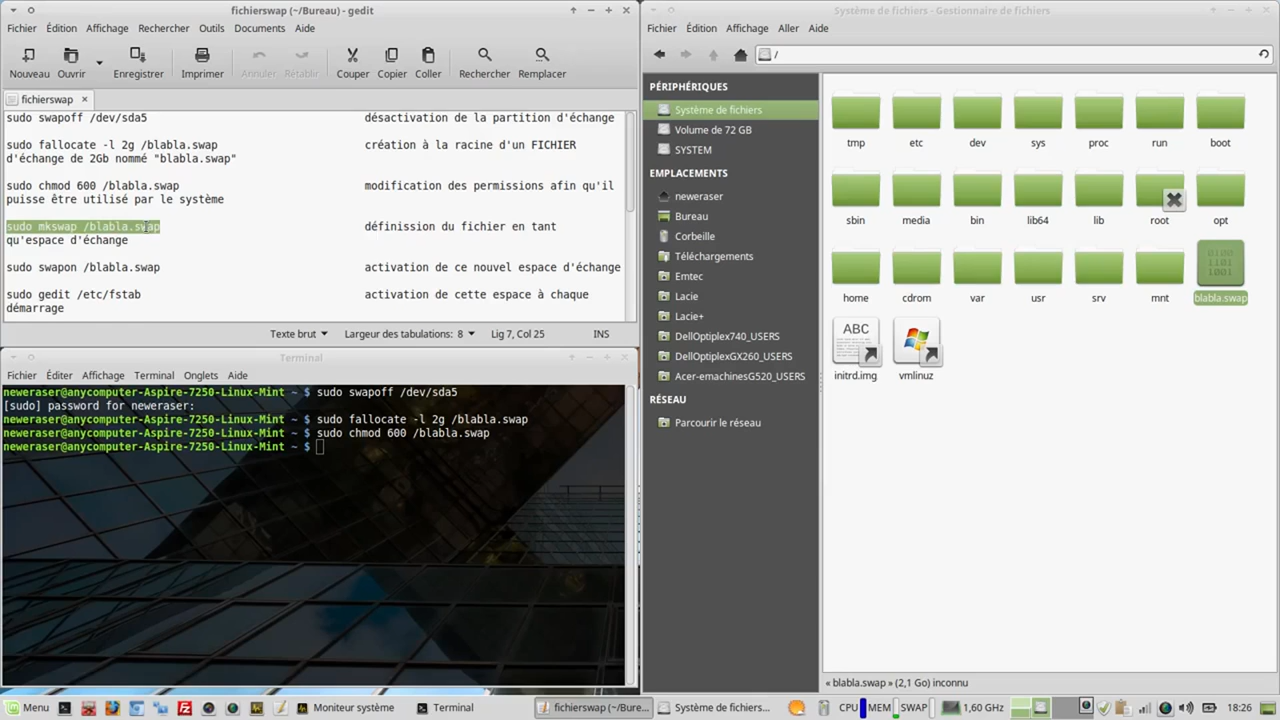 fichierswap (~/Bureau) - gedit
Fichier Édition Affichage Rechercher Outils Documents Aide
Nouveau Ouvrir Enregistrer Imprimer Annuler Rétablir Couper Copier Coller Rechercher Remplacer
fichierswap
sudo swapoff /dev/sda5 désactivation de la partition d'échange
sudo fallocate -l 2g /blabla.swap création à la racine d'un FICHIER
d'échange de 2Gb nommé "blabla.swap"
sudo chmod 600 /blabla.swap modification des permissions afin qu'il
puisse être utilisé par le système
sudo mkswap /blabla.swap définission du fichier en tant
qu'espace d'échange
sudo swapon /blabla.swap activation de ce nouvel espace d'échange
sudo gedit /etc/fstab activation de cette espace à chaque
démarrage
Texte brut Largeur des tabulations: 8 Lig 7, Col 25 INS
Terminal
Fichier Éditer Affichage Terminal Onglets Aide
neweraser@anycomputer-Aspire-7250-Linux-Mint ~ $ sudo swapoff /dev/sda5
[sudo] password for neweraser:
neweraser@anycomputer-Aspire-7250-Linux-Mint ~ $ sudo fallocate -l 2g /blabla.swap
neweraser@anycomputer-Aspire-7250-Linux-Mint ~ $ sudo chmod 600 /blabla.swap
neweraser@anycomputer-Aspire-7250-Linux-Mint ~ $
Système de fichiers - Gestionnaire de fichiers
Fichier Édition Affichage Aller Aide
/
PÉRIPHÉRIQUES
Système de fichiers
Volume de 72 GB
SYSTEM
EMPLACEMENTS
neweraser
Bureau
Corbeille
Téléchargements
Emtec
Lacie
Lacie+
DellOptiplex740_USERS
DellOptiplexGX260_USERS
Acer-emachinesG520_USERS
RÉSEAU
Parcourir le réseau
tmp etc dev sys proc run boot
sbin media bin lib64 lib root opt
home cdrom var usr srv mnt blabla.swap
ABC
initrd.img vmlinuz
« blabla.swap » (2,1 Go) inconnu
Menu Moniteur système Terminal fichierswap (~/Bure... Système de fichiers... CPU MEM SWAP 1,60 GHz 18:26